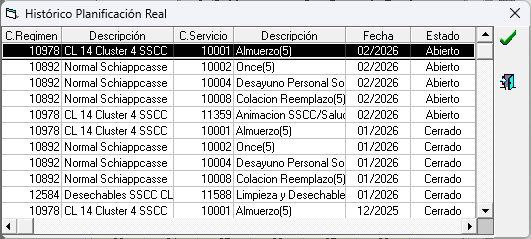 Histórico Planificación Real
C.Regimen Descripción C.Servicio Descripción Fecha Estado
10978 CL 14 Cluster 4 SSCC 10001 Almuerzo(5) 02/2026 Abierto
10892 Normal Schiappcasse 10002 Once(5) 02/2026 Abierto
10892 Normal Schiappcasse 10004 Desayuno Personal So 02/2026 Abierto
10892 Normal Schiappcasse 10008 Colacion Reemplazo(5) 02/2026 Abierto
10978 CL 14 Cluster 4 SSCC 11359 Animacion SSCC/Saluc 02/2026 Abierto
10978 CL 14 Cluster 4 SSCC 10001 Almuerzo(5) 01/2026 Cerrado
10892 Normal Schiappcasse 10002 Once(5) 01/2026 Cerrado
10892 Normal Schiappcasse 10004 Desayuno Personal So 01/2026 Cerrado
10892 Normal Schiappcasse 10008 Colacion Reemplazo(5) 01/2026 Cerrado
12584 Desechables SSCC CL 11588 Limpieza y Desechable 01/2026 Cerrado
10978 CL 14 Cluster 4 SSCC 10001 Almuerzo(5) 12/2025 Cerrado